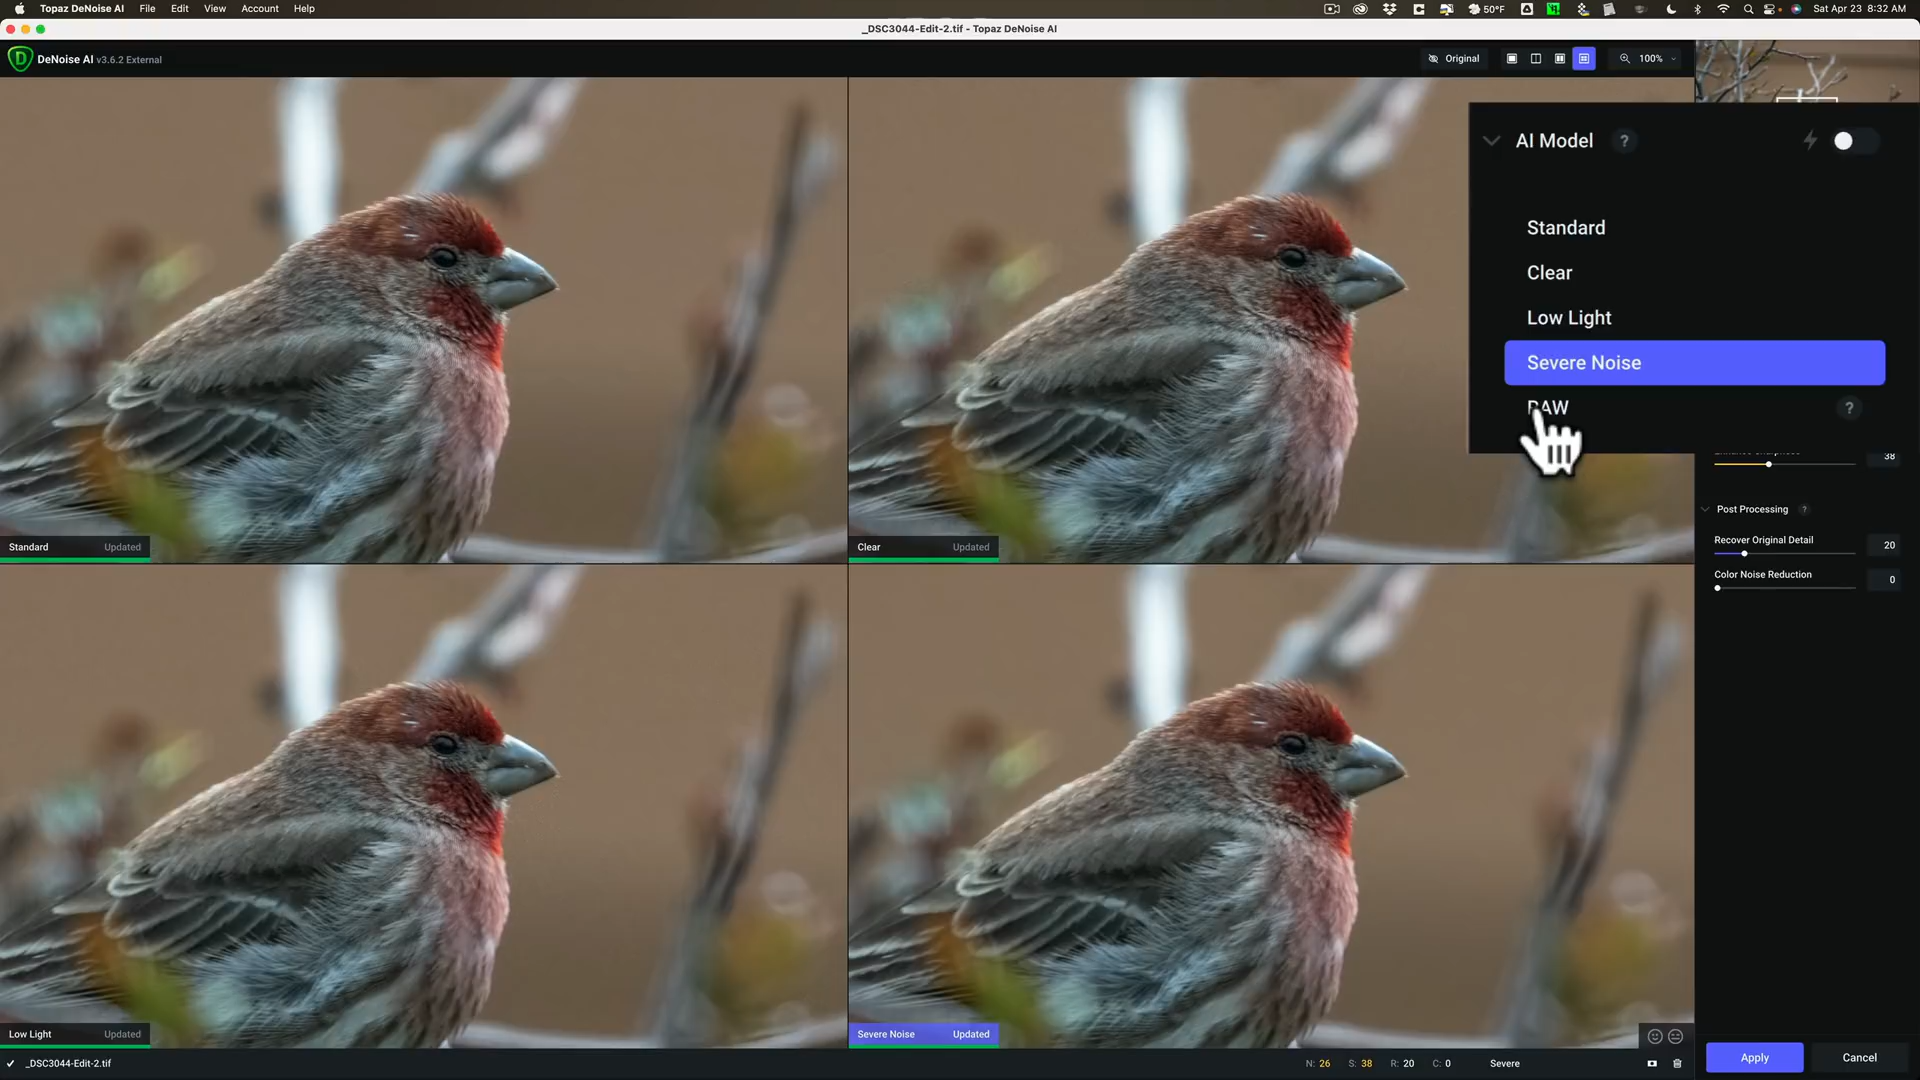 Topaz DeNoise AI File Edit View Account Help
50°F Sat Apr 23 8:32 AM
_DSC3044-Edit-2.tif - Topaz DeNoise AI
DeNoise AI v3.6.2 External
Original
100%
AI Model ?
Standard
Clear
Low Light
Severe Noise
RAW ?
38
Post Processing ?
Recover Original Detail 20
Color Noise Reduction 0
Standard Updated
Clear Updated
Low Light Updated
Severe Noise Updated
_DSC3044-Edit-2.tif
N: 26 S: 38 R: 20 C: 0 Severe
Apply Cancel